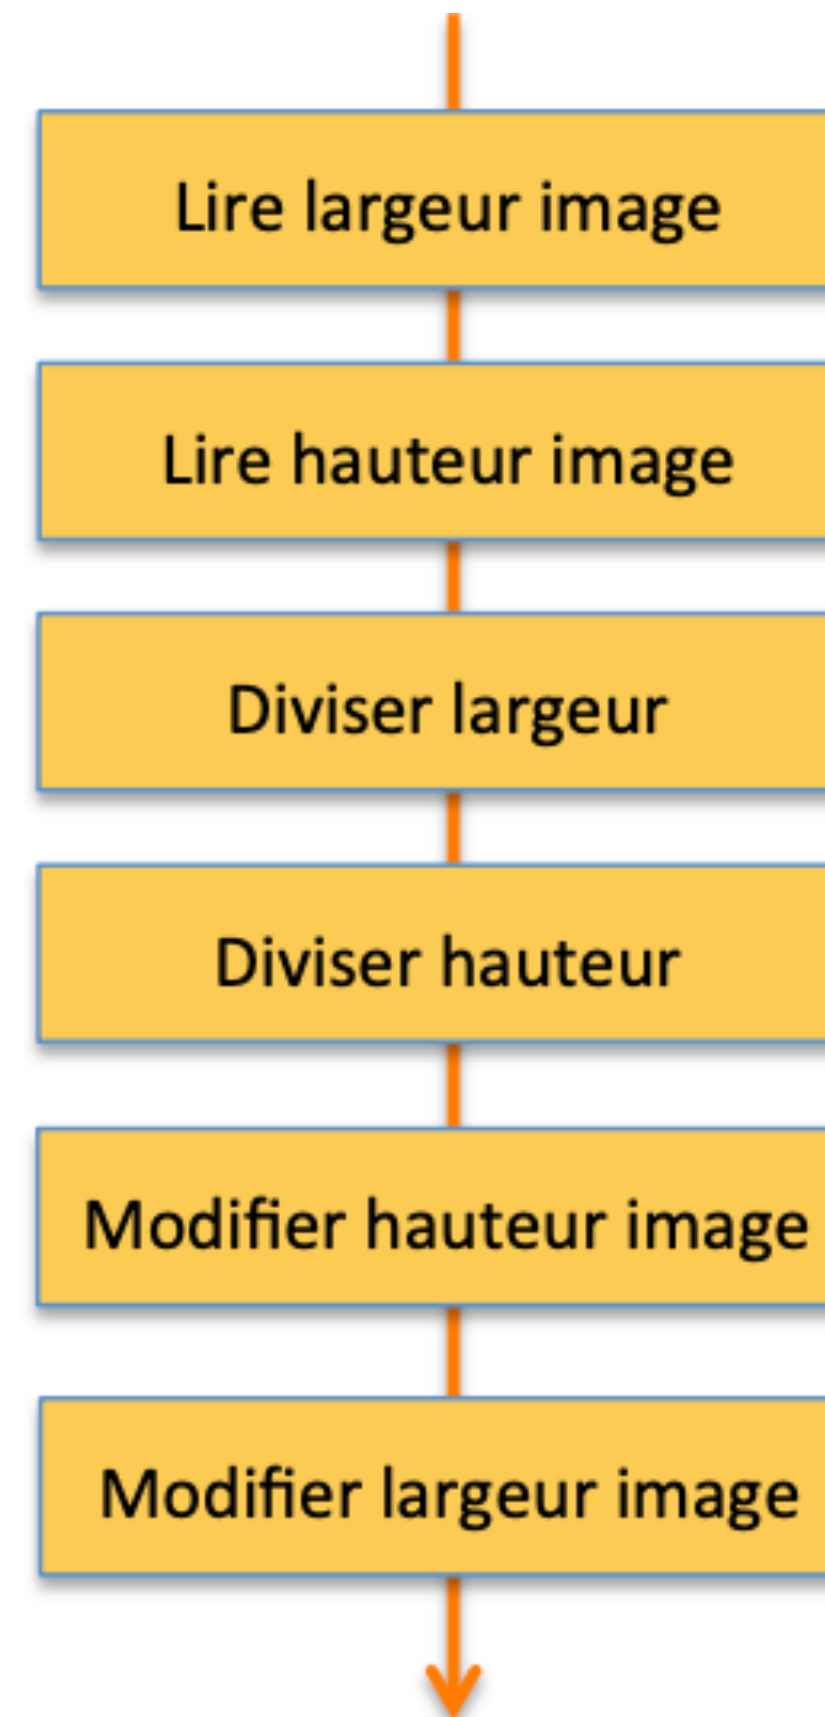 Lire largeur image
Lire hauteur image
Diviser largeur
Diviser hauteur
Modifier hauteur image
Modifier largeur image